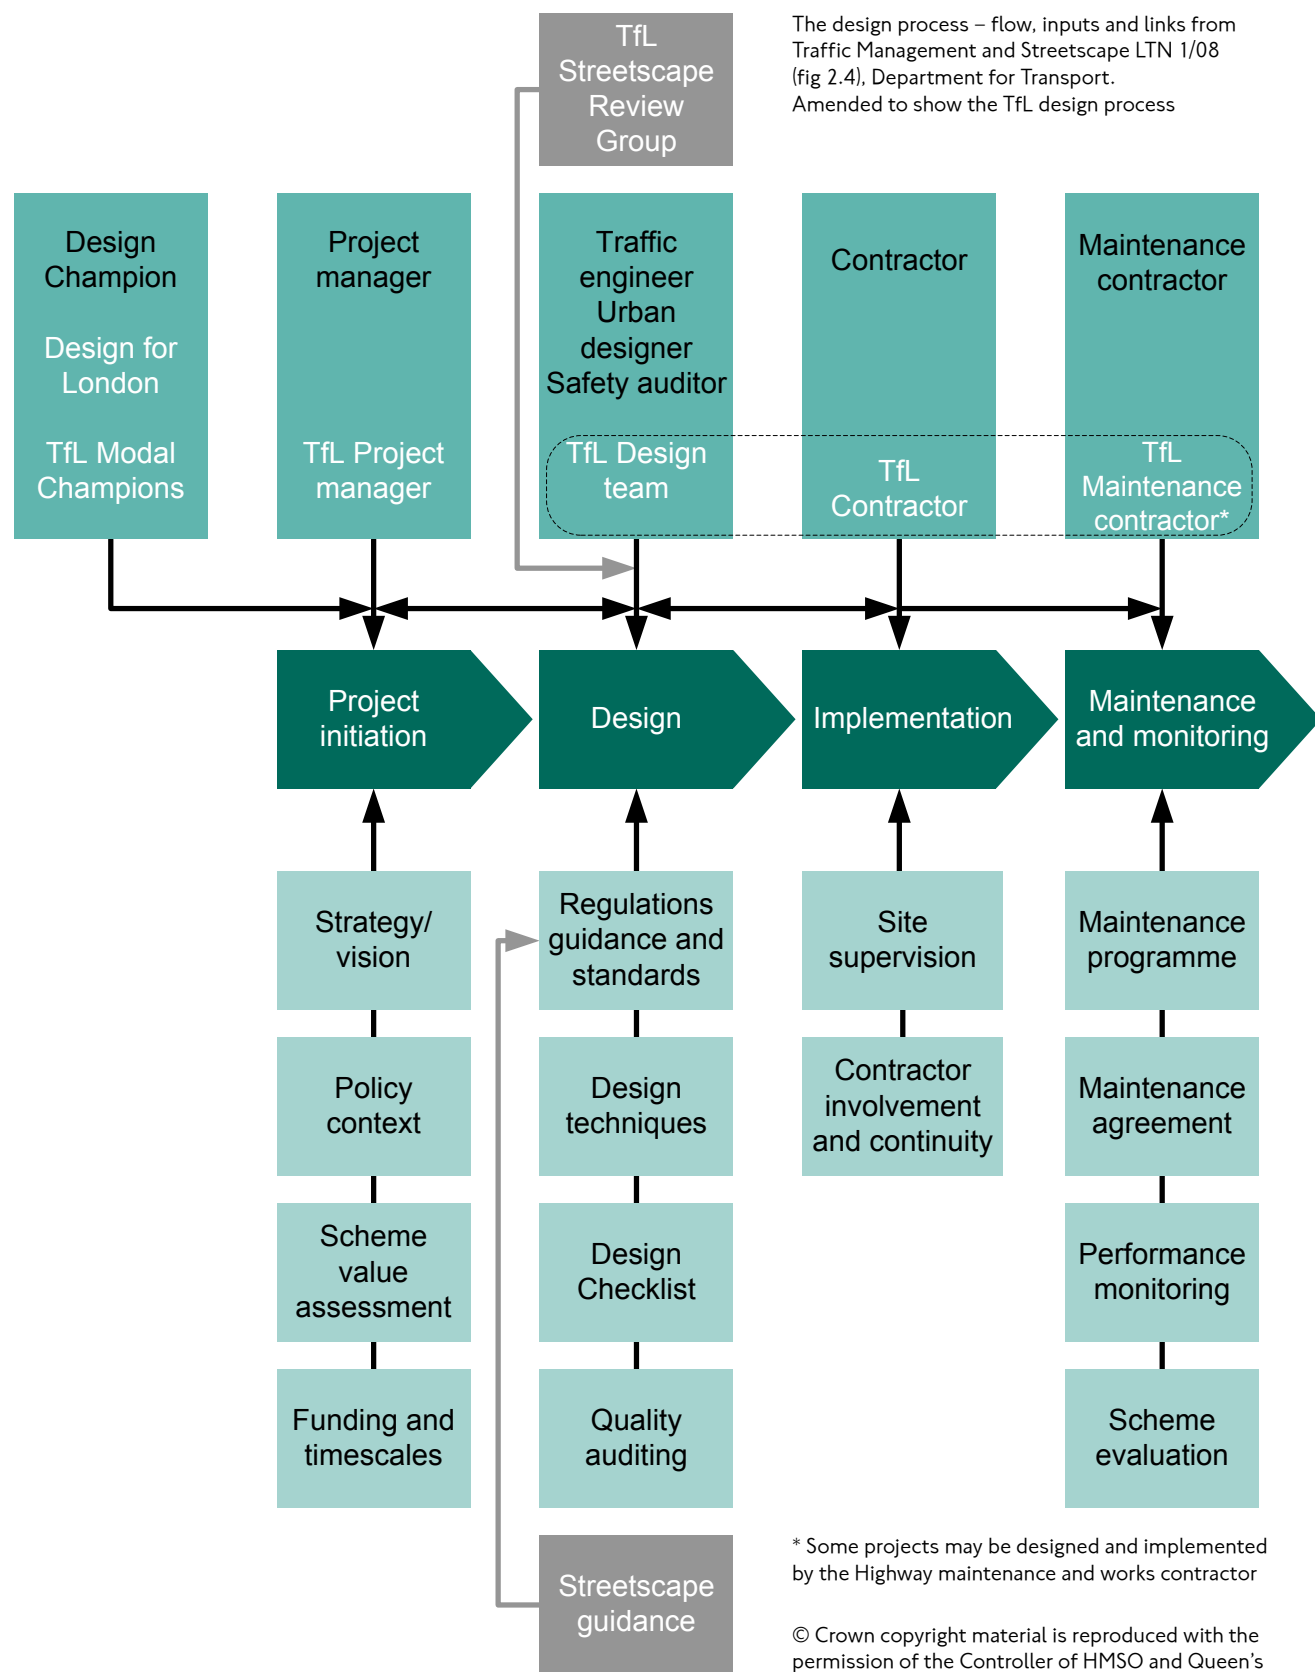 TfL
Streetscape
Review
Group
The design process – flow, inputs and links from
Traffic Management and Streetscape LTN 1/08
(fig 2.4), Department for Transport.
Amended to show the TfL design process
Design
Champion
Design for
London
TfL Modal
Champions
Project
manager
TfL Project
manager
Traffic
engineer
Urban
designer
Safety auditor
TfL Design
team
Contractor
TfL
Contractor
Maintenance
contractor
TfL
Maintenance
contractor*
Project
initiation
Design
Implementation
Maintenance
and monitoring
Strategy/
vision
Policy
context
Scheme
value
assessment
Funding and
timescales
Regulations
guidance and
standards
Design
techniques
Design
Checklist
Quality
auditing
Site
supervision
Contractor
involvement
and continuity
Maintenance
programme
Maintenance
agreement
Performance
monitoring
Scheme
evaluation
Streetscape
guidance
* Some projects may be designed and implemented
by the Highway maintenance and works contractor
© Crown copyright material is reproduced with the
permission of the Controller of HMSO and Queen's